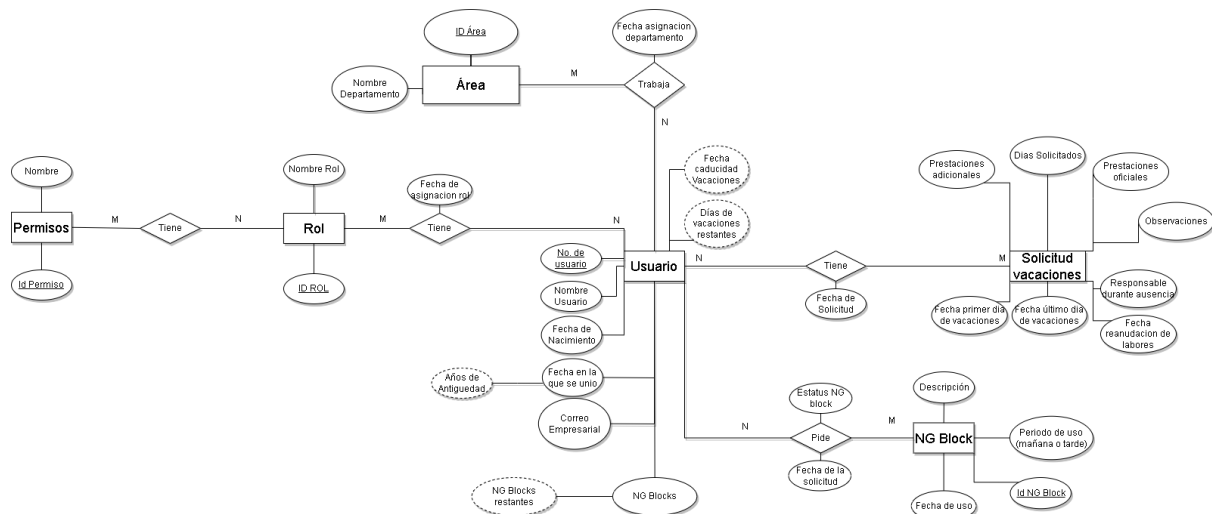 ID Área
Fecha asignacion
departamento
Área
M
Trabaja
Nombre
Departamento
N
Nombre
Nombre Rol
Fecha de
asignacion rol
Fecha
caducidad
Vacaciones
Prestaciones
adicionales
Dias Solicitados
Prestaciones
oficiales
Permisos
M
Tiene
N
Rol
M
Tiene
N
Días de
vacaciones
restantes
Observaciones
Id Permiso
ID ROL
No. de
usuario
Usuario
N
Tiene
M
Solicitud
vacaciones
Nombre
Usuario
Fecha de
Solicitud
Responsable
durante ausencia
Fecha de
Nacimiento
Fecha primer día
de vacaciones
Fecha último día
de vacaciones
Fecha
reanudacion de
labores
Años de
Antiguedad
Fecha en la
que se unio
Estatus NG
block
Descripción
Correo
Empresarial
N
Pide
M
NG Block
Periodo de uso
(mañana o tarde)
Fecha de la
solicitud
NG Blocks
restantes
NG Blocks
Id NG Block
Fecha de uso